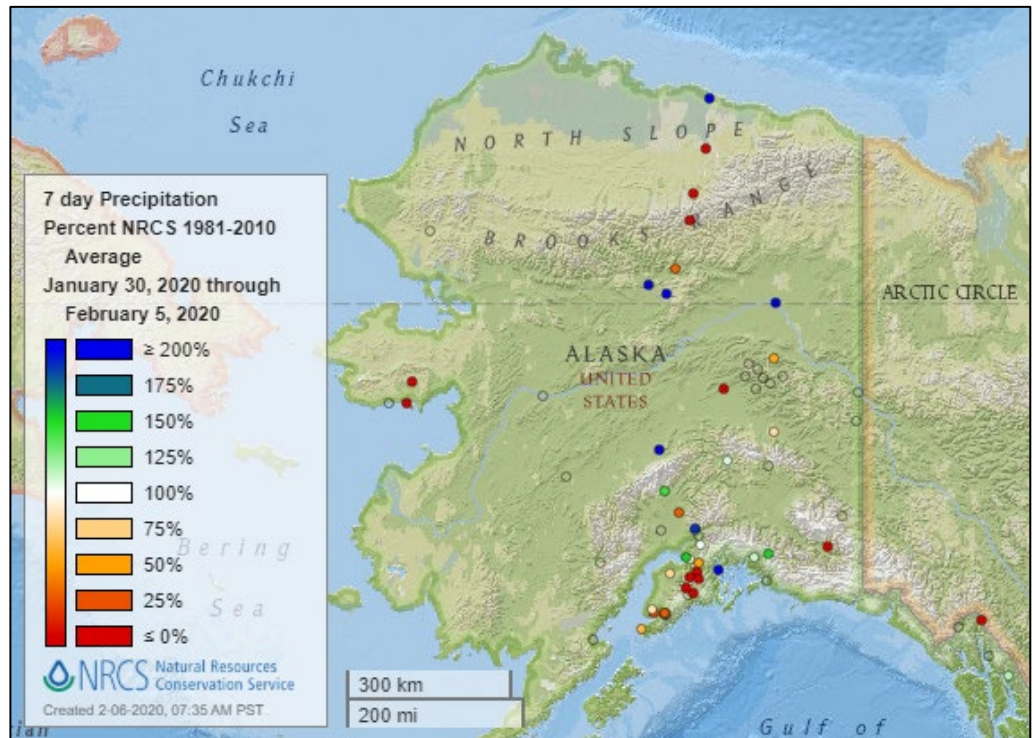 Chukchi
Sea
NORTH SLOPE
BROOKS RANGE
ARCTIC CIRCLE
ALASKA
UNITED
STATES
Bering
Sea
Gulf of
7 day Precipitation
Percent NRCS 1981-2010
Average
January 30, 2020 through
February 5, 2020
≥ 200%
175%
150%
125%
100%
75%
50%
25%
≤ 0%
NRCS Natural Resources
Conservation Service
Created 2-06-2020, 07:35 AM PST
300 km
200 mi